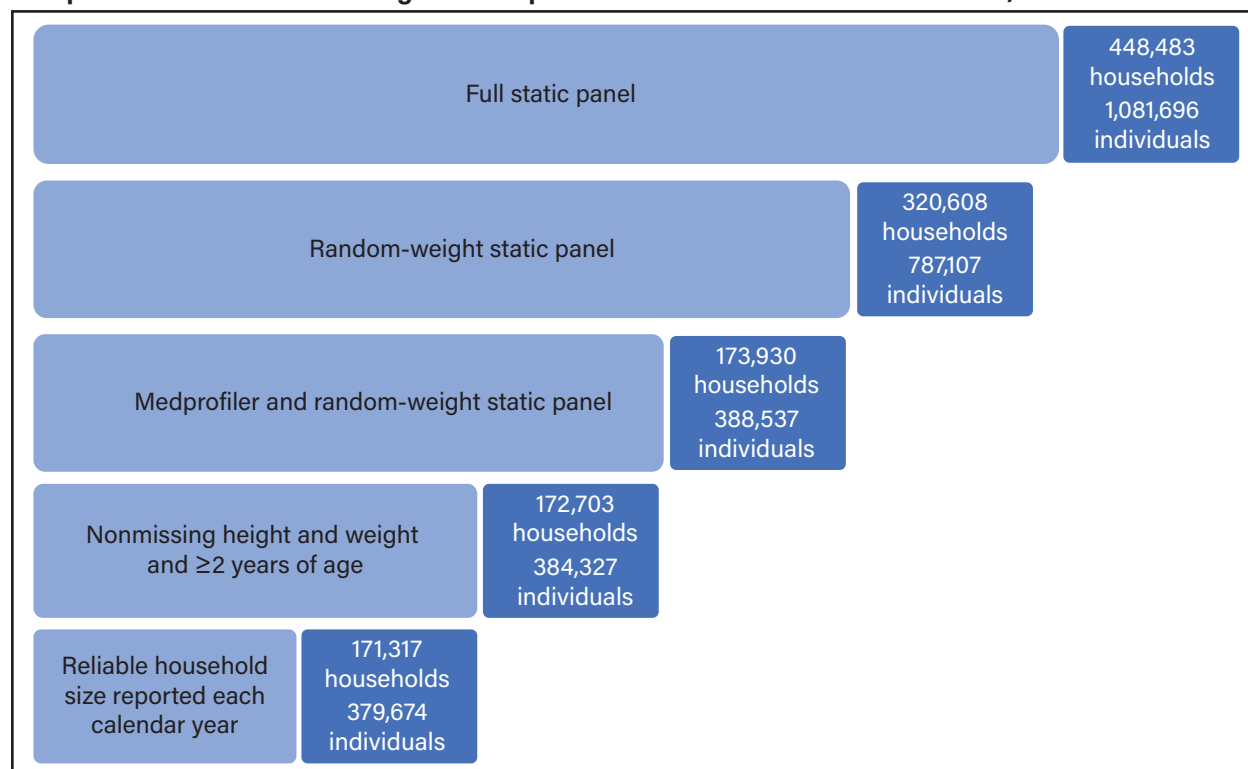 Full static panel
448,483
households
1,081,696
individuals
Random-weight static panel
320,608
households
787,107
individuals
Medprofiler and random-weight static panel
173,930
households
388,537
individuals
Nonmissing height and weight
and ≥2 years of age
172,703
households
384,327
individuals
Reliable household
size reported each
calendar year
171,317
households
379,674
individuals